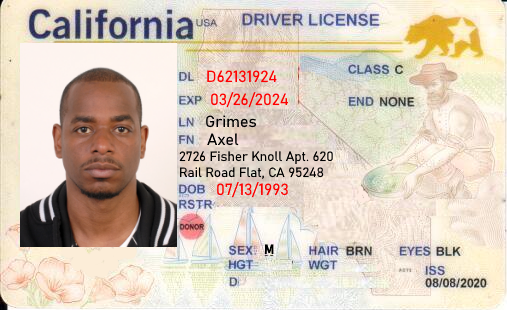 California USA DRIVER LICENSE
DL D62131924 CLASS C
EXP 03/26/2024 END NONE
LN Grimes
FN Axel
2726 Fisher Knoll Apt. 620
Rail Road Flat, CA 95248
DOB 07/13/1993
RSTR
DONOR
SEX M HAIR BRN EYES BLK
HGT WGT
D ISS
08/08/2020